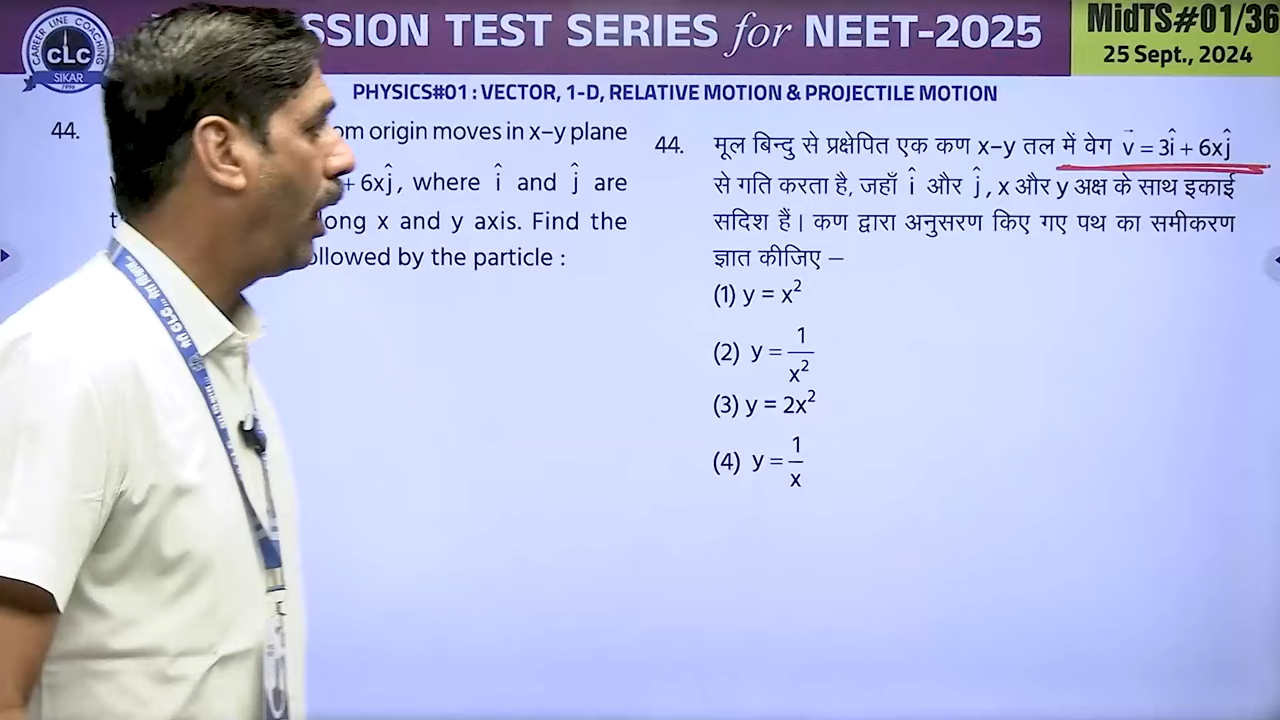 CAREER LINE COACHING
CLC
SIKAR
1996
SSION TEST SERIES for NEET-2025
MidTS#01/36
25 Sept., 2024
PHYSICS#01 : VECTOR, 1-D, RELATIVE MOTION & PROJECTILE MOTION
44.
om origin moves in x–y plane
+ 6xĵ, where î and ĵ are
long x and y axis. Find the
ollowed by the particle :
44. मूल बिन्दु से प्रक्षेपित एक कण x–y तल में वेग v⃗ = 3î + 6xĵ
से गति करता है, जहाँ î और ĵ, x और y अक्ष के साथ इकाई
सदिश हैं। कण द्वारा अनुसरण किए गए पथ का समीकरण
ज्ञात कीजिए –
(1) y = x²
(2) y = 1/x²
(3) y = 2x²
(4) y = 1/x